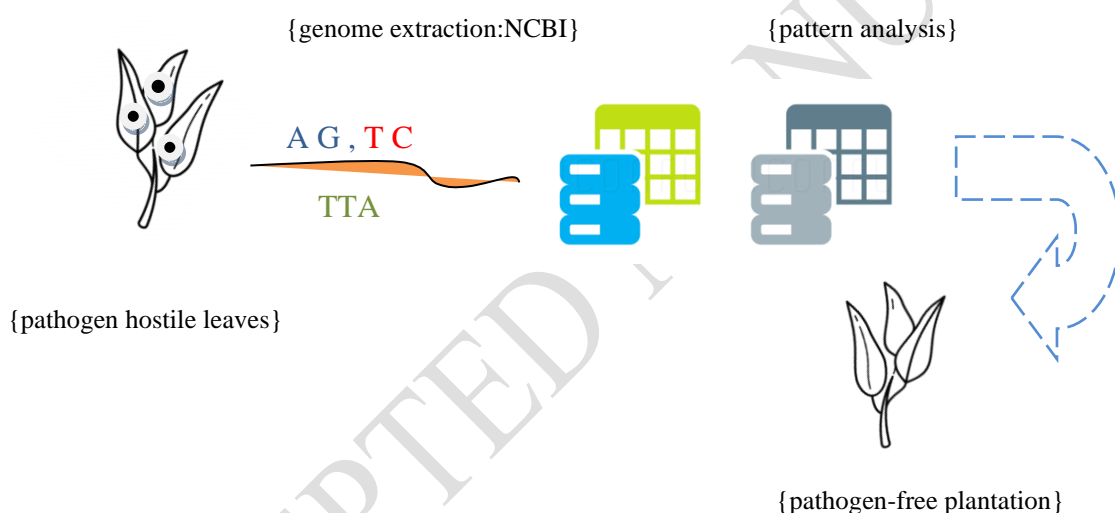 {genome extraction:NCBI}
{pattern analysis}
A G , T C
TTA
{pathogen hostile leaves}
{pathogen-free plantation}